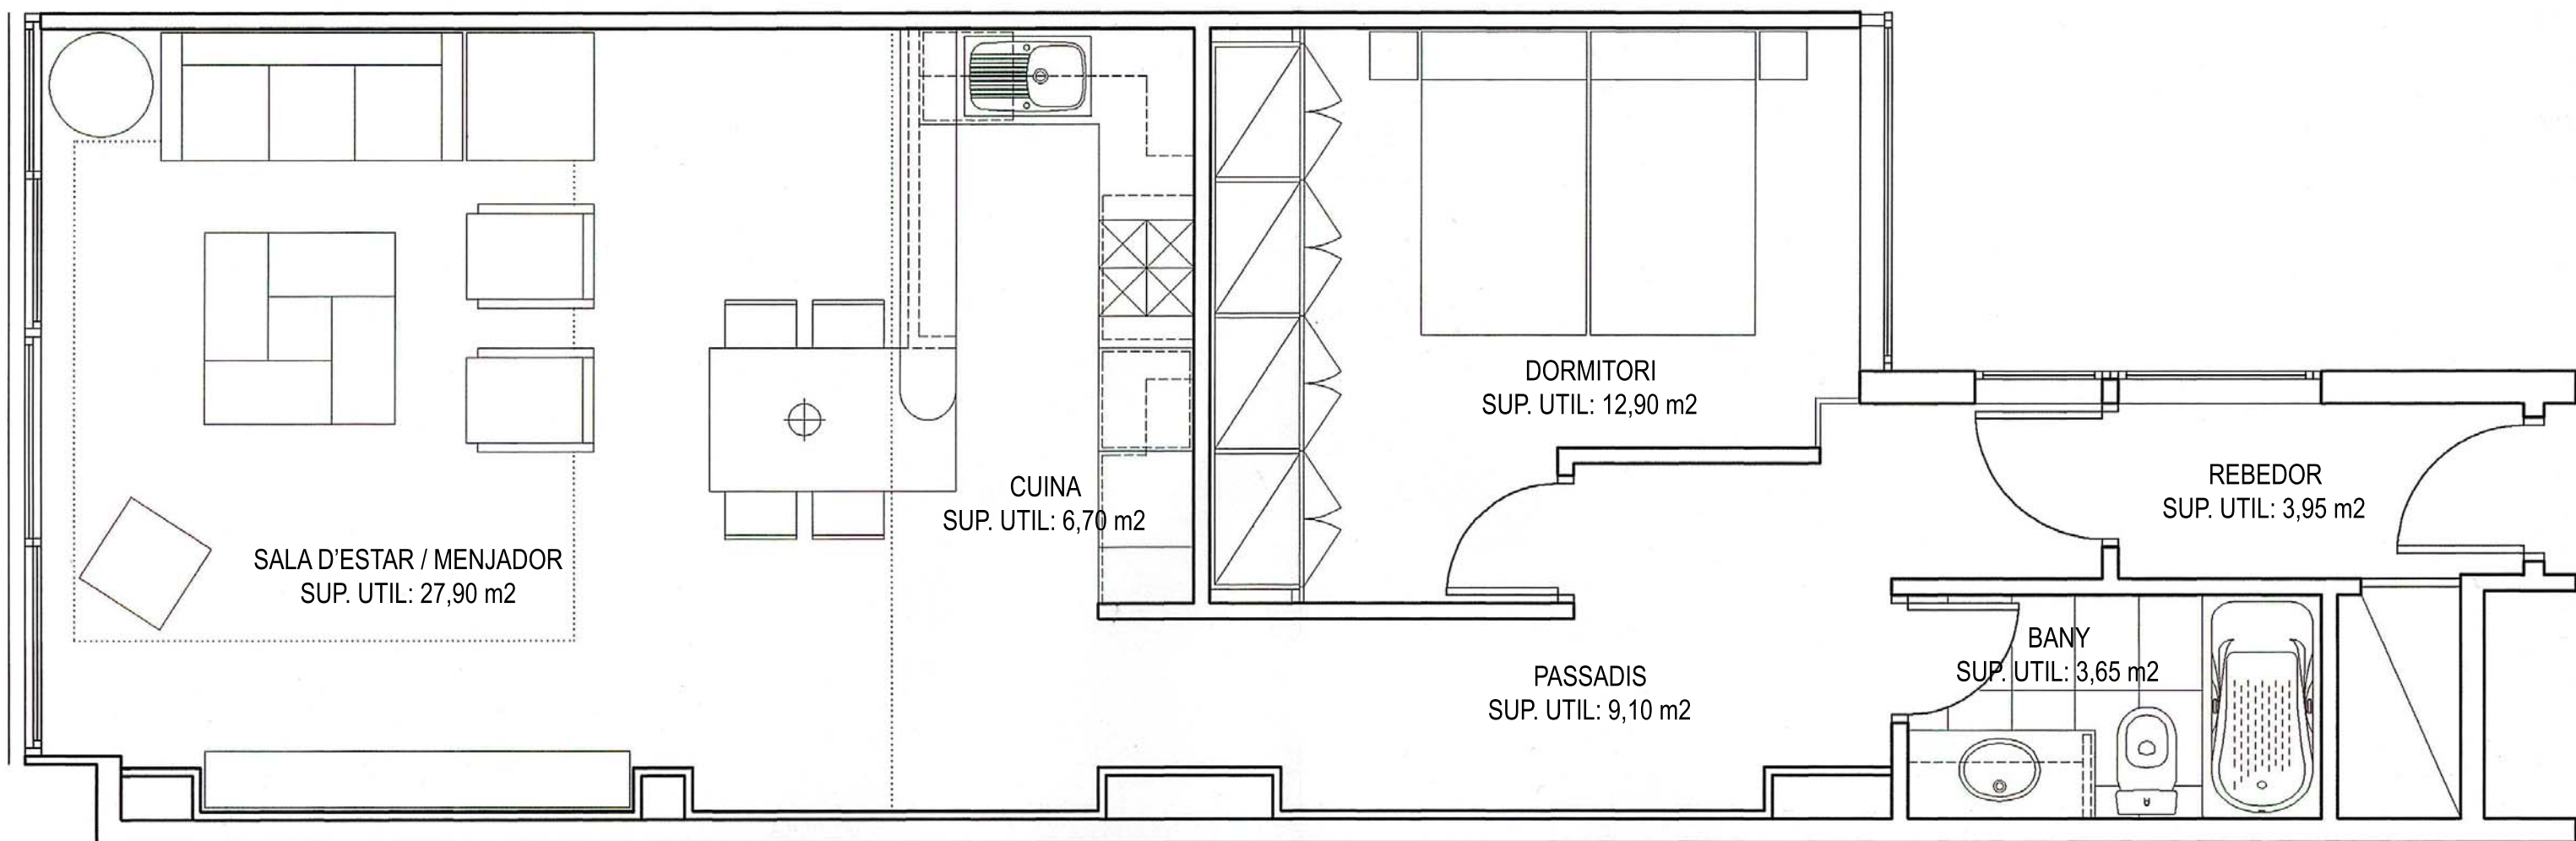 DORMITORI
SUP. UTIL: 12,90 m2
CUINA
SUP. UTIL: 6,70 m2
REBEDOR
SUP. UTIL: 3,95 m2
SALA D'ESTAR / MENJADOR
SUP. UTIL: 27,90 m2
BANY
SUP. UTIL: 3,65 m2
PASSADIS
SUP. UTIL: 9,10 m2